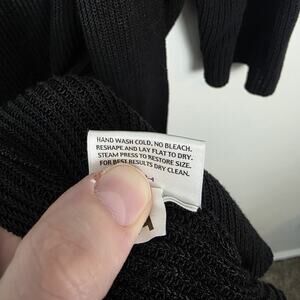 HAND WASH COLD, NO BLEACH.
RESHAPE AND LAY FLAT TO DRY.
STEAM PRESS TO RESTORE SIZE.
FOR BEST RESULTS DRY CLEAN.